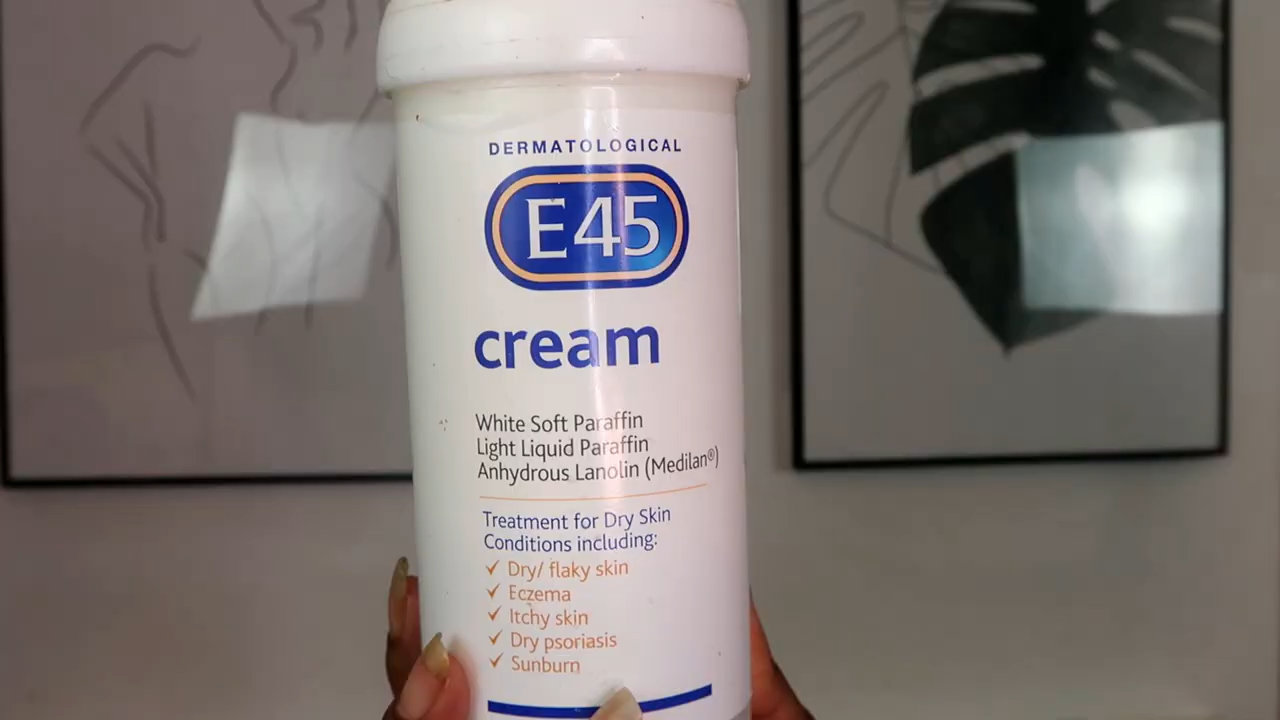 DERMATOLOGICAL
E45
cream
White Soft Paraffin
Light Liquid Paraffin
Anhydrous Lanolin (Medilan®)
Treatment for Dry Skin
Conditions including:
✓ Dry/ flaky skin
✓ Eczema
✓ Itchy skin
✓ Dry psoriasis
✓ Sunburn